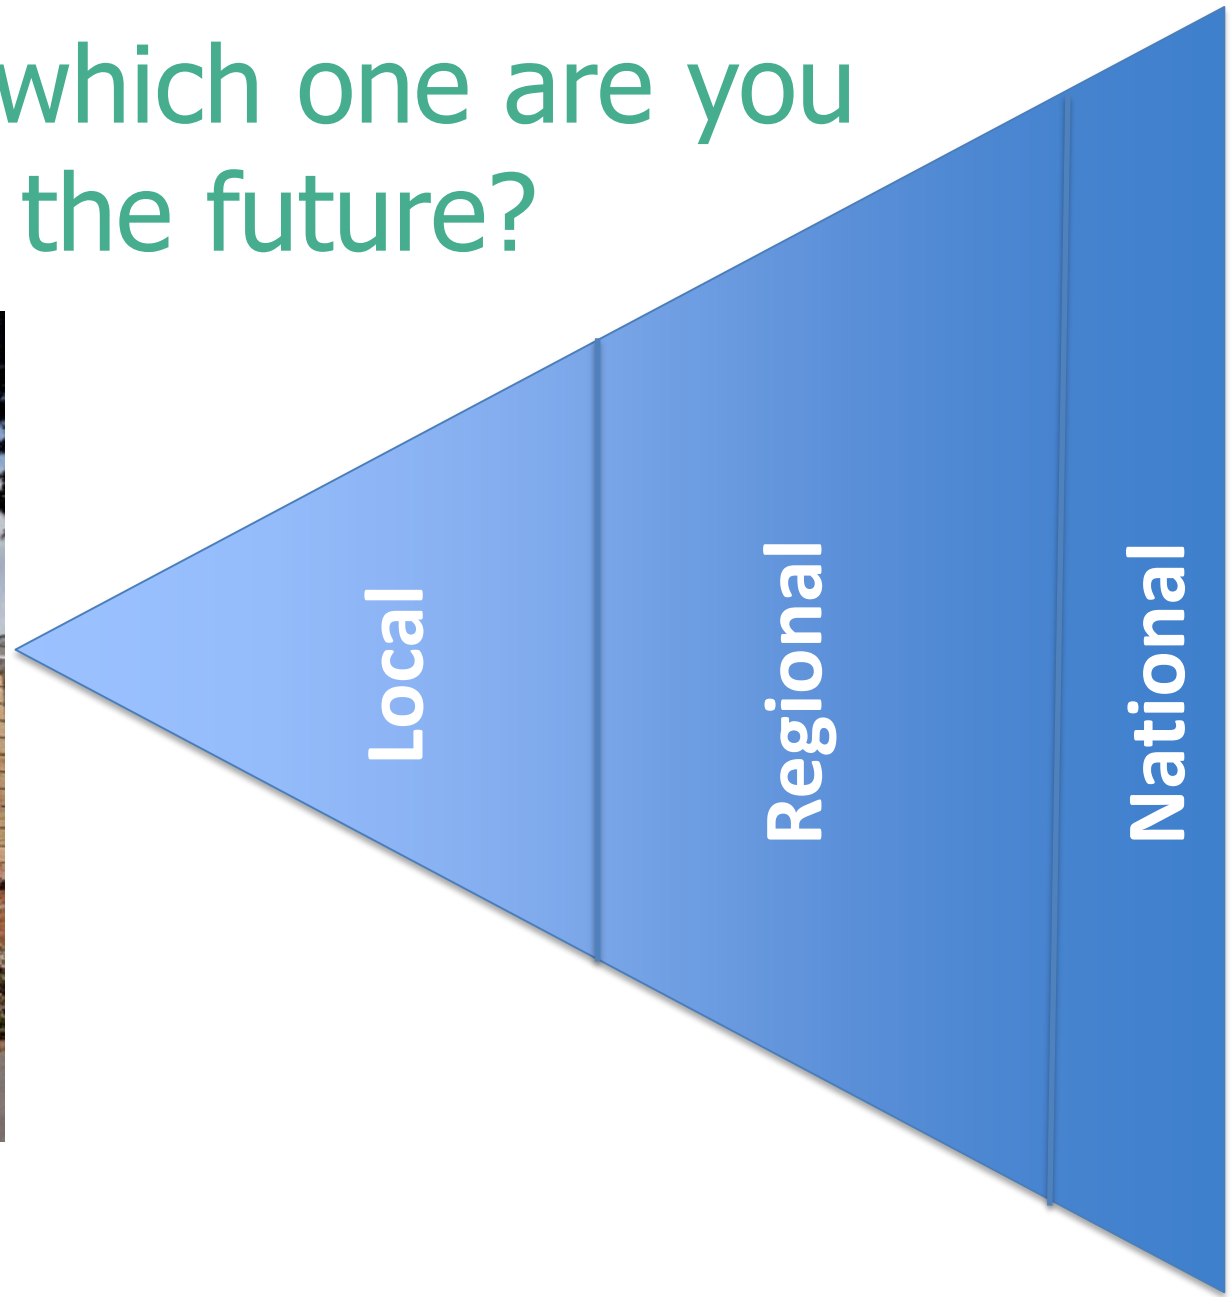 which one are you
the future?
Local
Regional
National